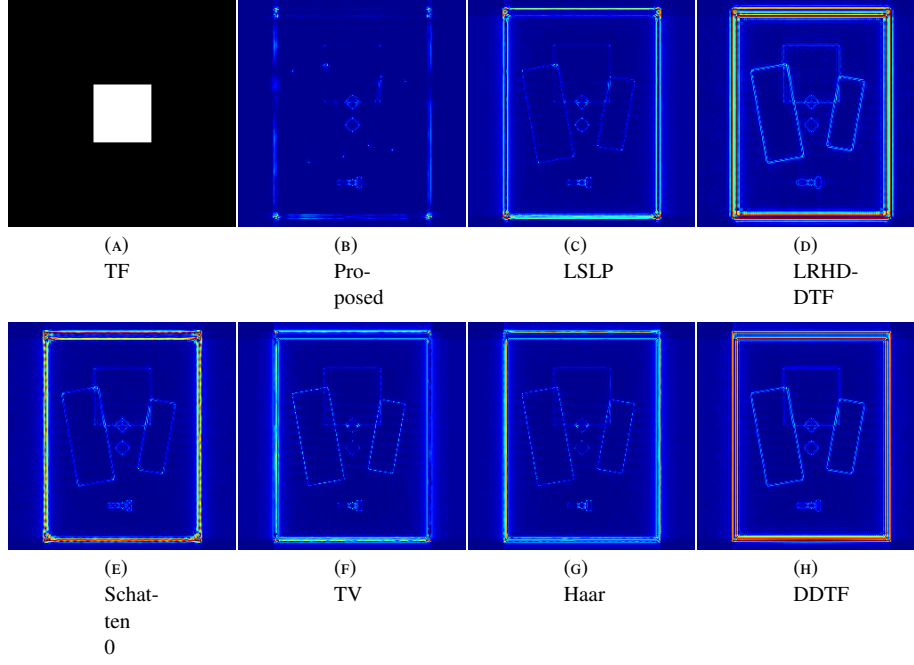 (A)
TF
(B)
Pro-
posed
(C)
LSLP
(D)
LRHD-
DTF
(E)
Schat-
ten
0
(F)
TV
(G)
Haar
(H)
DDTF